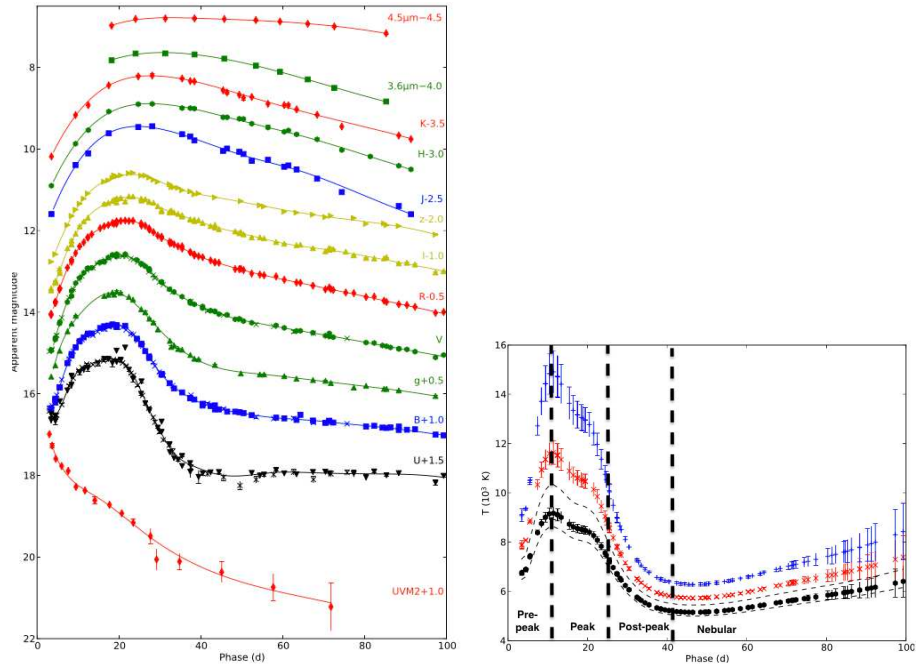 Apparent magnitude
8
10
12
14
16
18
20
22
4.5μm−4.5
3.6μm−4.0
K-3.5
H-3.0
J-2.5
z-2.0
I-1.0
R-0.5
V
g+0.5
B+1.0
U+1.5
UVM2+1.0
0 20 40 60 80 100
Phase (d)
T (10³ K)
16
14
12
10
8
6
4
Pre-
peak
Peak
Post-peak
Nebular
0 20 40 60 80 100
Phase (d)